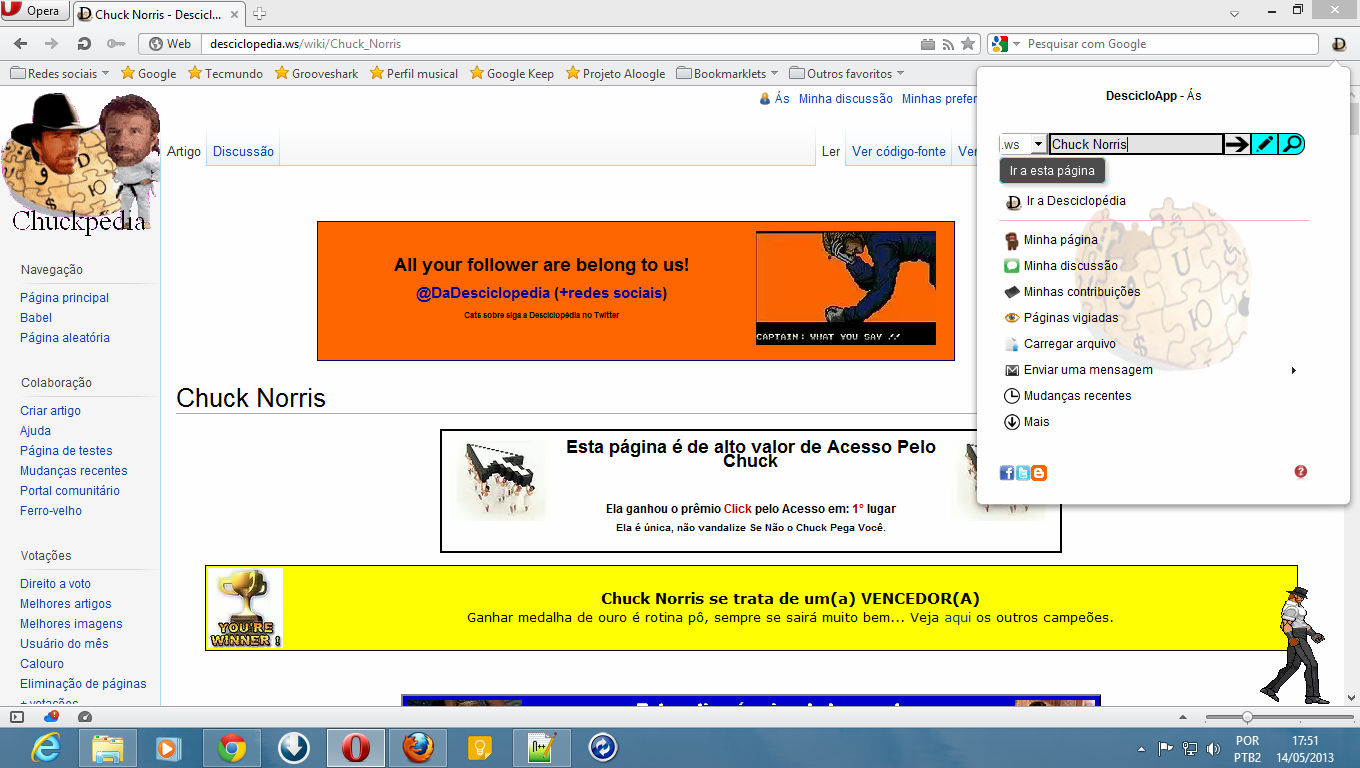 Opera
Chuck Norris - Descicl...
Web
desciclopedia.ws/wiki/Chuck_Norris
Pesquisar com Google
Redes sociais
Google
Tecmundo
Grooveshark
Perfil musical
Google Keep
Projeto Aloogle
Bookmarklets
Outros favoritos
Chuckpédia
Ás
Minha discussão
Minhas prefer
Artigo
Discussão
Ler
Ver código-fonte
Ver
Navegação
Página principal
Babel
Página aleatória
Colaboração
Criar artigo
Ajuda
Página de testes
Mudanças recentes
Portal comunitário
Ferro-velho
Votações
Direito a voto
Melhores artigos
Melhores imagens
Usuário do mês
Calouro
Eliminação de páginas
+ votações
All your follower are belong to us!
@DaDesciclopedia (+redes sociais)
Cats sobre siga a Desciclopédia no Twitter
CAPTAIN: WHAT YOU SAY !!
Chuck Norris
Esta página é de alto valor de Acesso Pelo
Chuck
Ela ganhou o prêmio Click pelo Acesso em: 1° lugar
Ela é única, não vandalize Se Não o Chuck Pega Você.
YOU'RE
WINNER !
Chuck Norris se trata de um(a) VENCEDOR(A)
Ganhar medalha de ouro é rotina pô, sempre se sairá muito bem... Veja aqui os outros campeões.
DescicloApp - Ás
.ws
Chuck Norris
Ir a esta página
Ir a Desciclopédia
Minha página
Minha discussão
Minhas contribuições
Páginas vigiadas
Carregar arquivo
Enviar uma mensagem
Mudanças recentes
Mais
POR
PTB2
17:51
14/05/2013